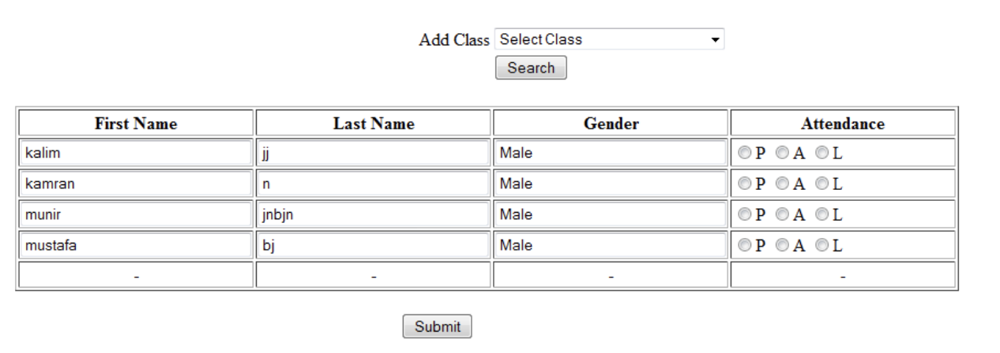 Add Class Select Class
Search
First Name Last Name Gender Attendance
kalim jj Male P A L
kamran n Male P A L
munir jnbjn Male P A L
mustafa bj Male P A L
- - - -
Submit